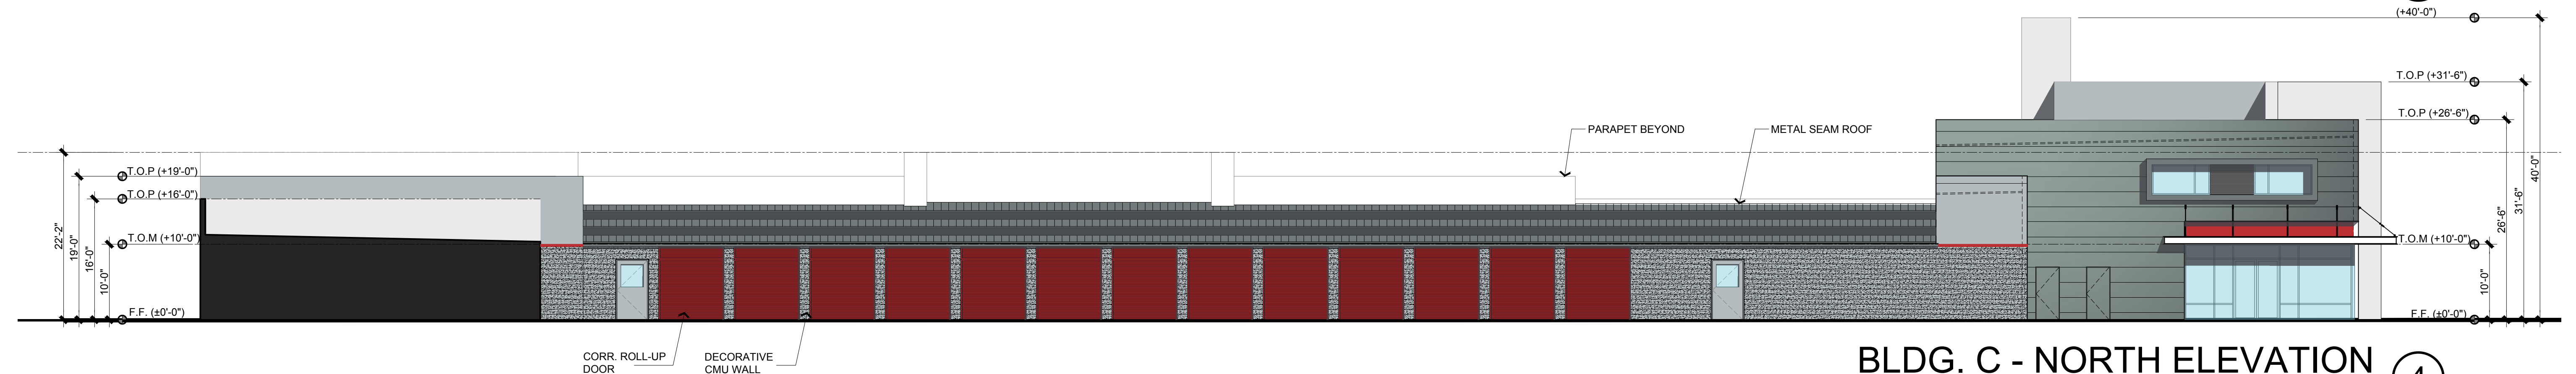 (+40'-0")
T.O.P (+31'-6")
T.O.P (+26'-6")
PARAPET BEYOND
METAL SEAM ROOF
T.O.P (+19'-0")
T.O.P (+16'-0")
T.O.M (+10'-0")
F.F. (±0'-0")
22'-2"
19'-0"
16'-0"
10'-0"
T.O.M (+10'-0")
F.F. (±0'-0")
10'-0"
26'-6"
31'-6"
40'-0"
CORR. ROLL-UP
DOOR
DECORATIVE
CMU WALL
BLDG. C - NORTH ELEVATION